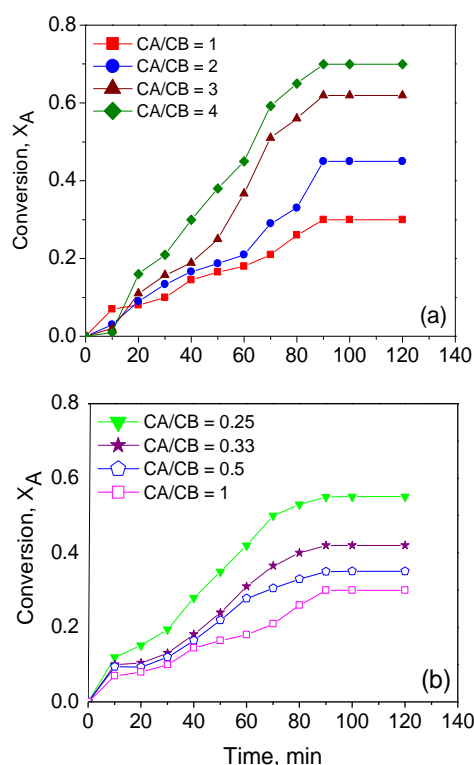 0.8
CA/CB = 1
CA/CB = 2
CA/CB = 3
CA/CB = 4
0.6
0.4
0.2
0.0
Conversion, X_A
(a)
0 20 40 60 80 100 120 140
0.8
CA/CB = 0.25
CA/CB = 0.33
CA/CB = 0.5
CA/CB = 1
0.6
0.4
0.2
0.0
Conversion, X_A
(b)
0 20 40 60 80 100 120 140
Time, min